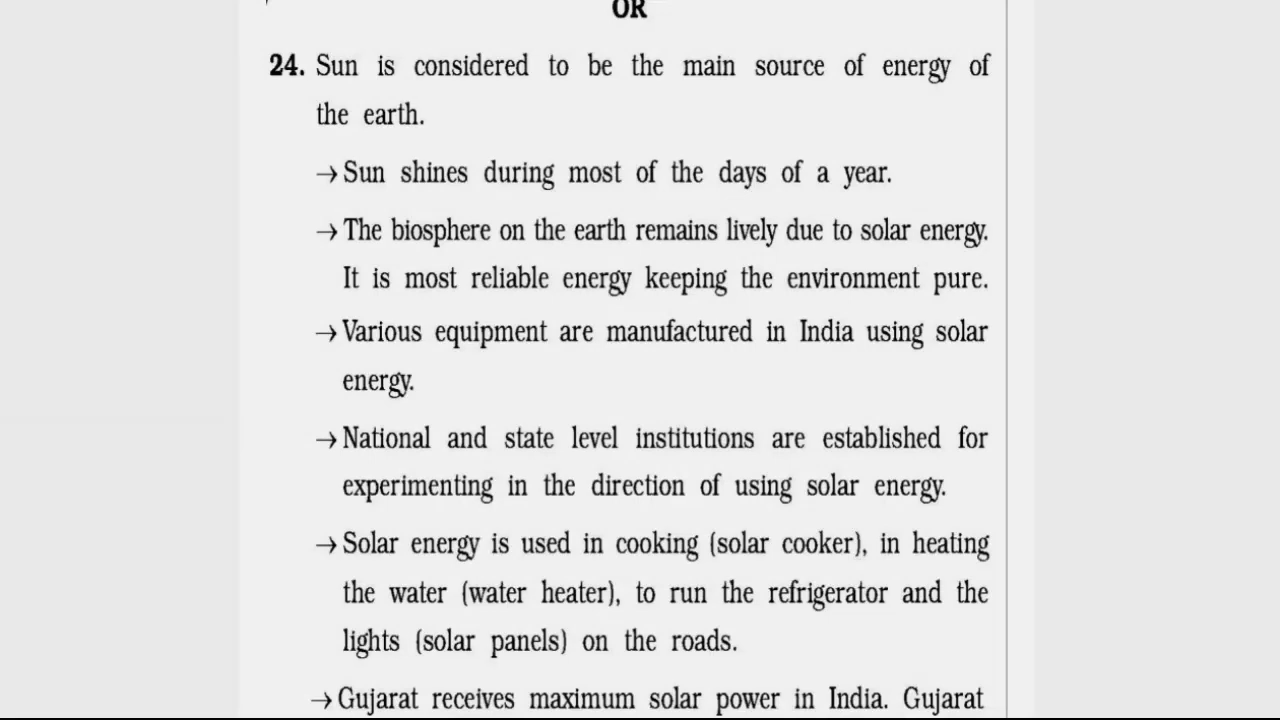 OR
24. Sun is considered to be the main source of energy of
the earth.
→ Sun shines during most of the days of a year.
→ The biosphere on the earth remains lively due to solar energy.
It is most reliable energy keeping the environment pure.
→ Various equipment are manufactured in India using solar
energy.
→ National and state level institutions are established for
experimenting in the direction of using solar energy.
→ Solar energy is used in cooking (solar cooker), in heating
the water (water heater), to run the refrigerator and the
lights (solar panels) on the roads.
→ Gujarat receives maximum solar power in India. Gujarat